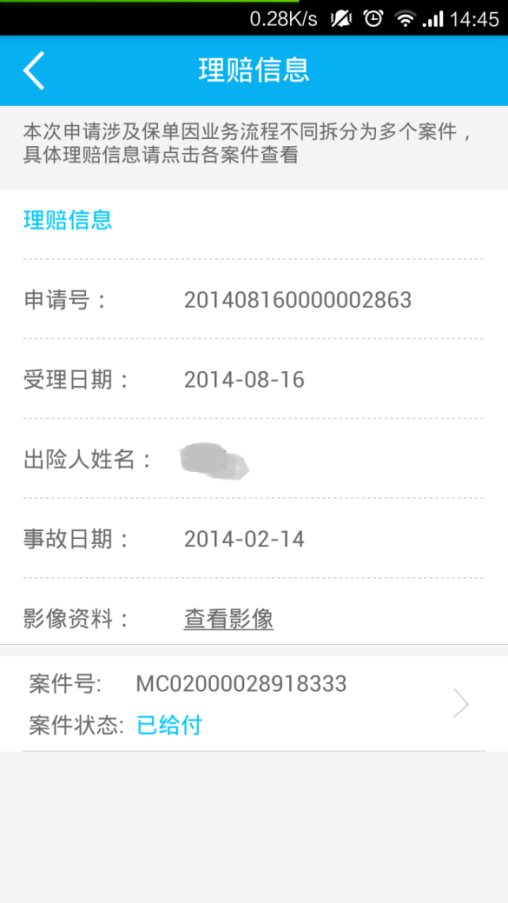 0.28K/s 14:45
理赔信息
本次申请涉及保单因业务流程不同拆分为多个案件，
具体理赔信息请点击各案件查看
理赔信息
申请号： 201408160000002863
受理日期： 2014-08-16
出险人姓名：
事故日期： 2014-02-14
影像资料： 查看影像
案件号: MC02000028918333
案件状态: 已给付